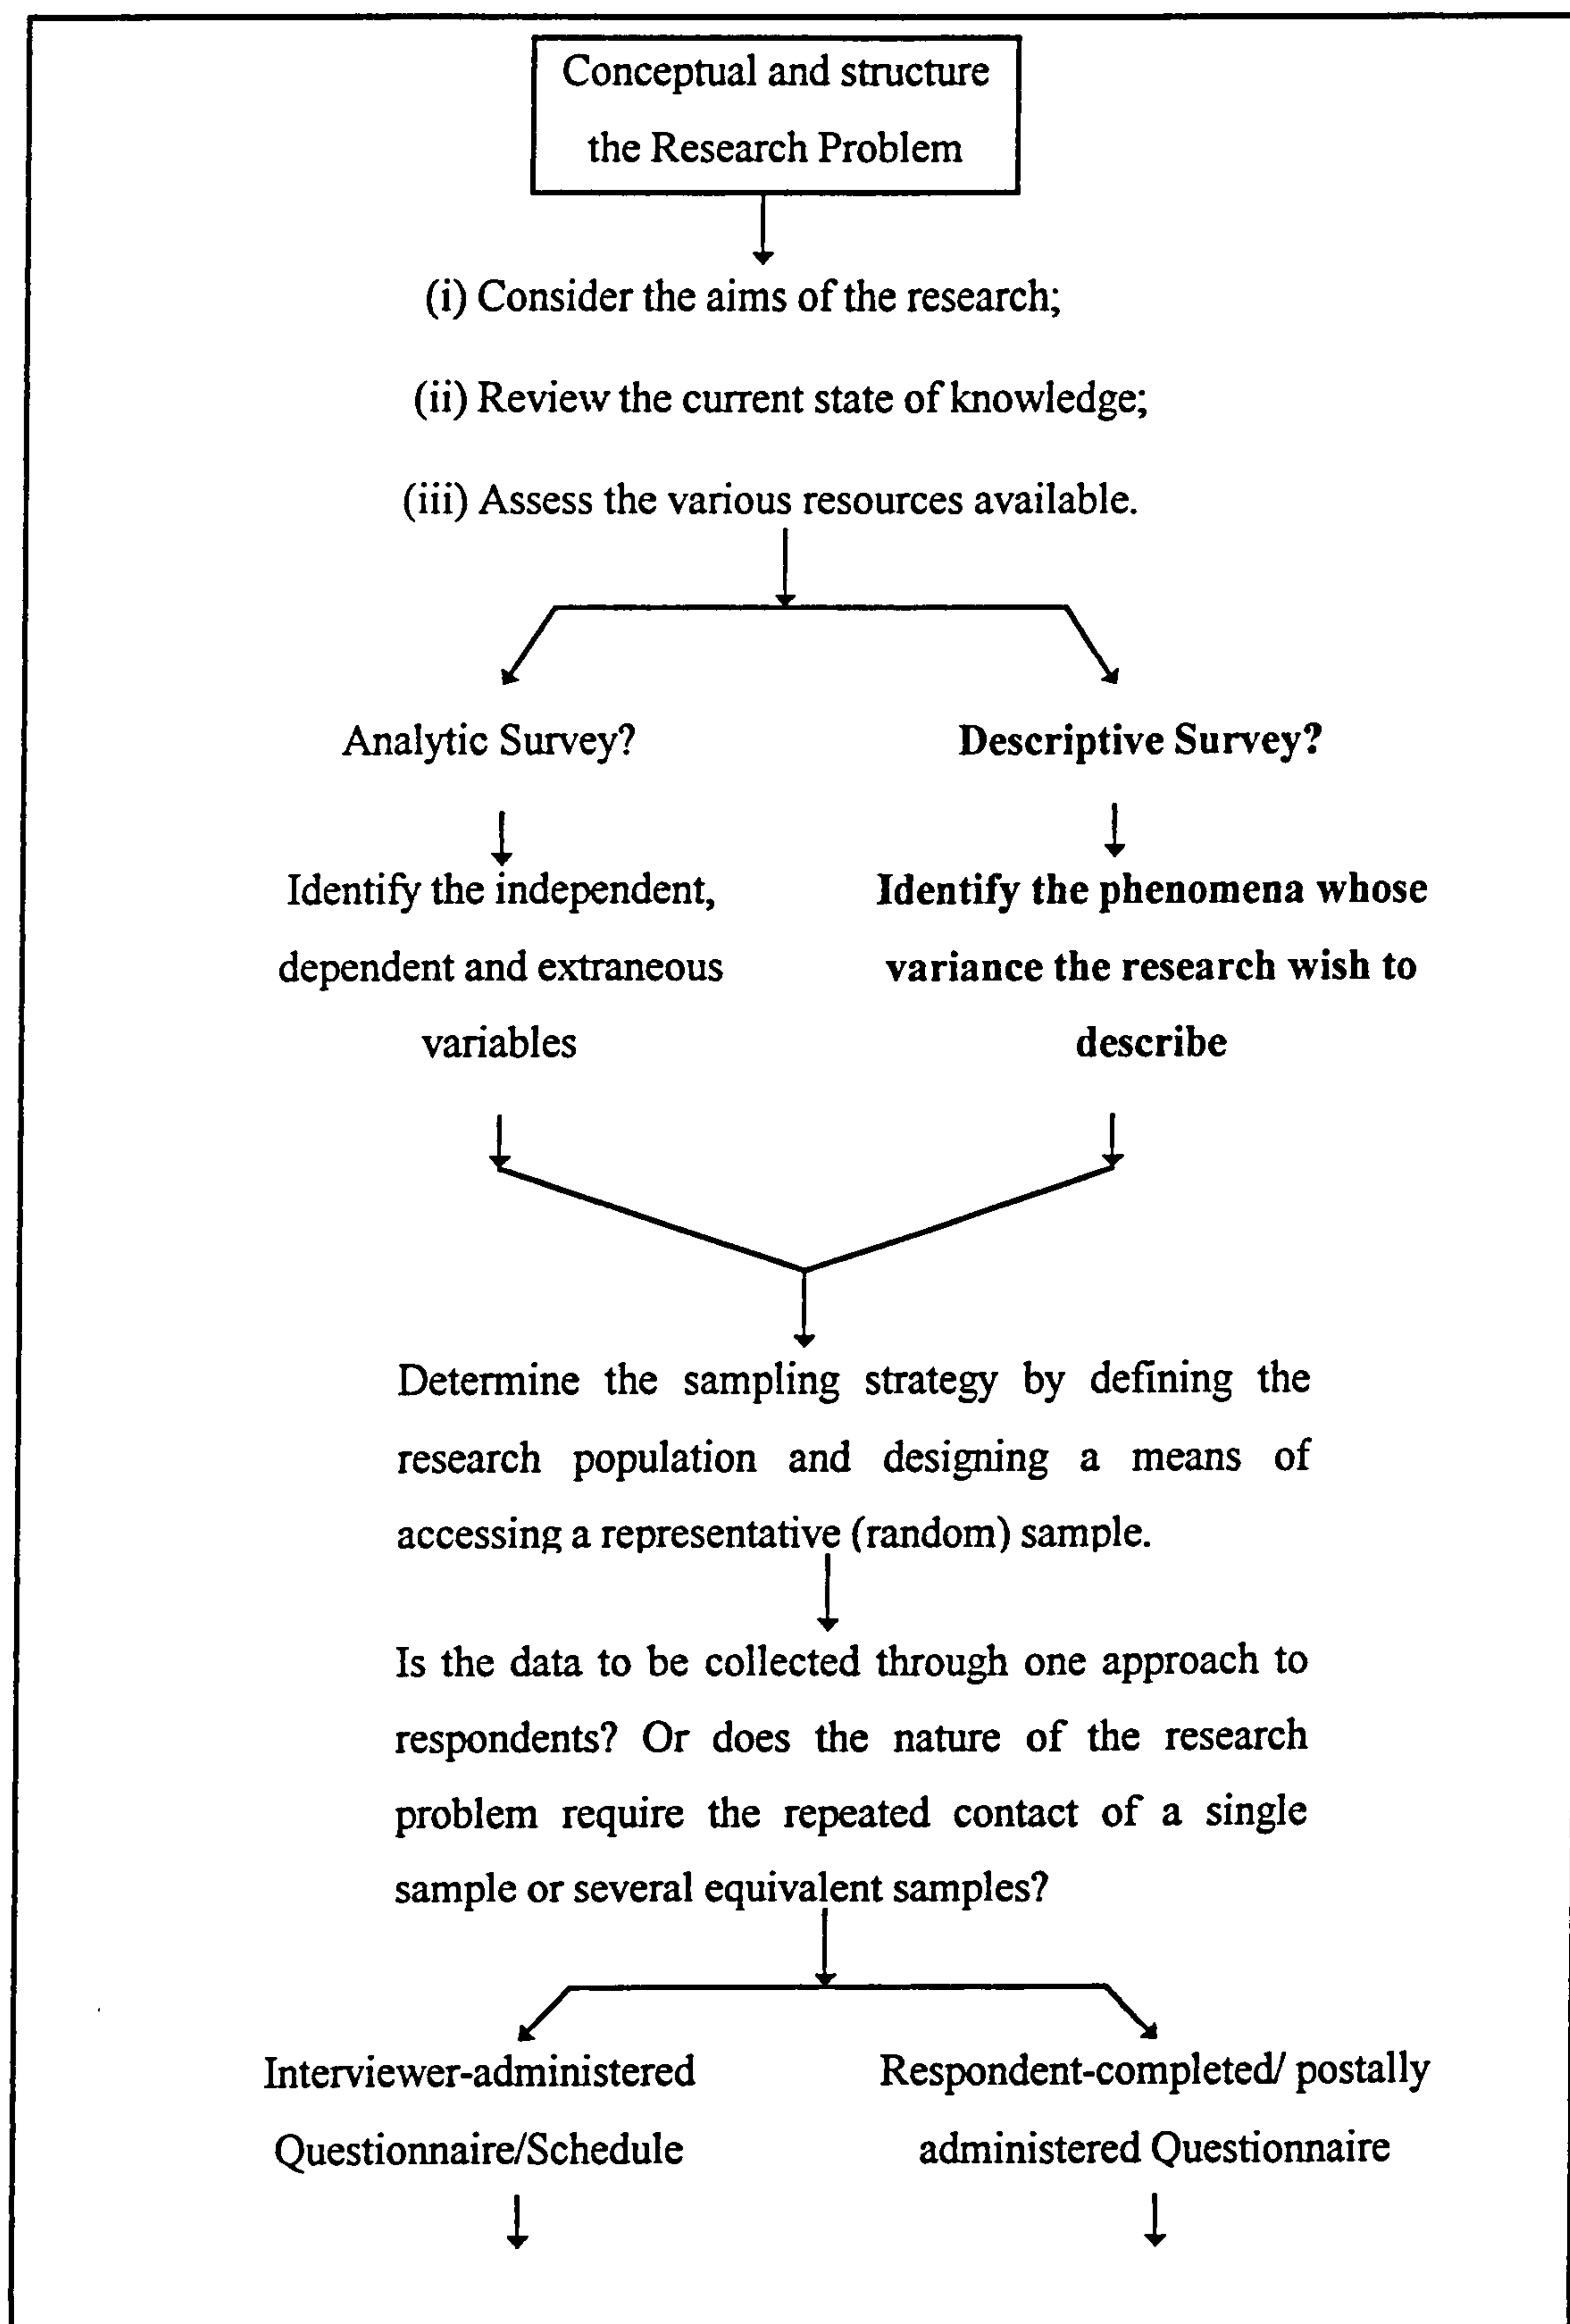 Conceptual and structure
the Research Problem
(i) Consider the aims of the research;
(ii) Review the current state of knowledge;
(iii) Assess the various resources available.
Analytic Survey?
Descriptive Survey?
Identify the independent,
dependent and extraneous
variables
Identify the phenomena whose
variance the research wish to
describe
Determine the sampling strategy by defining the
research population and designing a means of
accessing a representative (random) sample.
Is the data to be collected through one approach to
respondents? Or does the nature of the research
problem require the repeated contact of a single
sample or several equivalent samples?
Interviewer-administered
Questionnaire/Schedule
Respondent-completed/ postally
administered Questionnaire